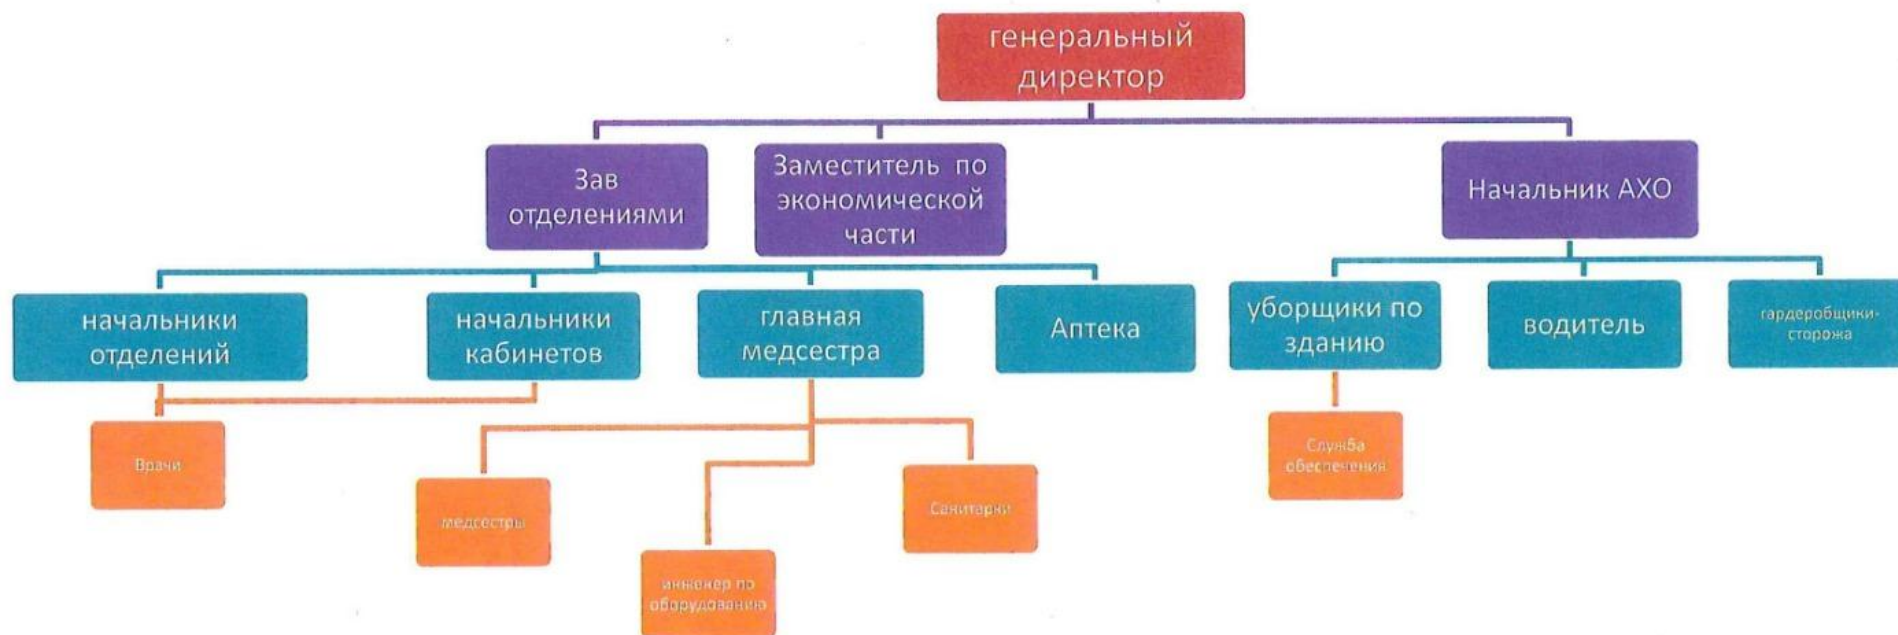 генеральный
директор
Зав
отделениями
Заместитель по
экономической
части
Начальник АХО
начальники
отделений
начальники
кабинетов
главная
медсестра
Аптека
уборщики по
зданию
водитель
гардеробщики-
сторожа
Врачи
медсестры
инженер по
оборудованию
Санитарки
Служба
обеспечения